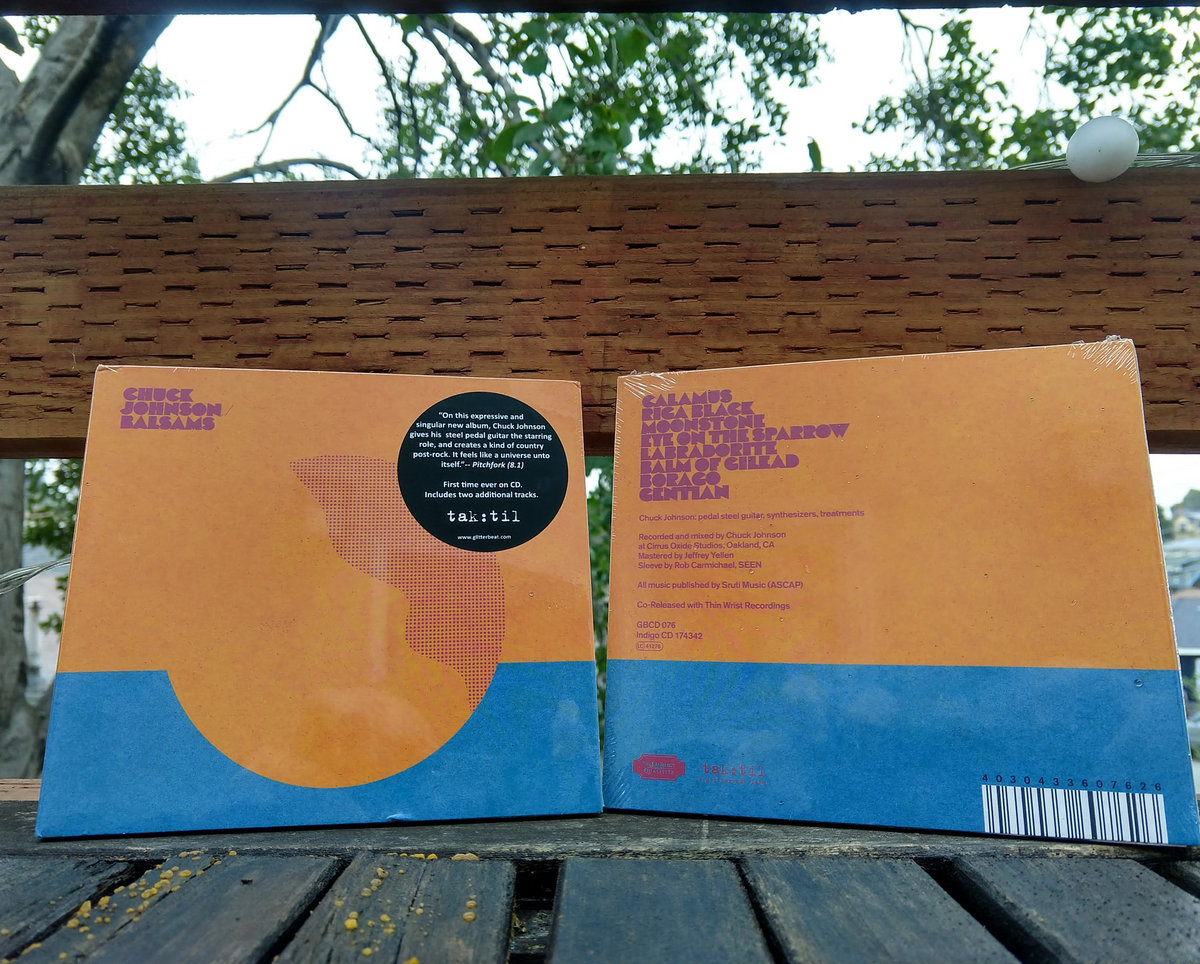 CHUCK
JOHNSON/
BALSAMS
"On this expressive and
singular new album, Chuck Johnson
gives his steel pedal guitar the starring
role, and creates a kind of country
post-rock. It feels like a universe unto
itself."-- Pitchfork (8.1)
First time ever on CD.
Includes two additional tracks.
tak:til
www.glitterbeat.com
CALAMUS
RIGA BLACK
MOONSTONE
EYE ON THE SPARROW
LABRADORITE
BALM OF GILEAD
BORAGO
GENTIAN
Chuck Johnson: pedal steel guitar, synthesizers, treatments
Recorded and mixed by Chuck Johnson
at Cirrus Oxide Studios, Oakland, CA
Mastered by Jeffrey Yellen
Sleeve by Rob Carmichael, SEEN
All music published by Sruti Music (ASCAP)
Co-Released with Thin Wrist Recordings
GBCD 076
Indigo CD 174342
LC 41276
tak:til
4030433607626